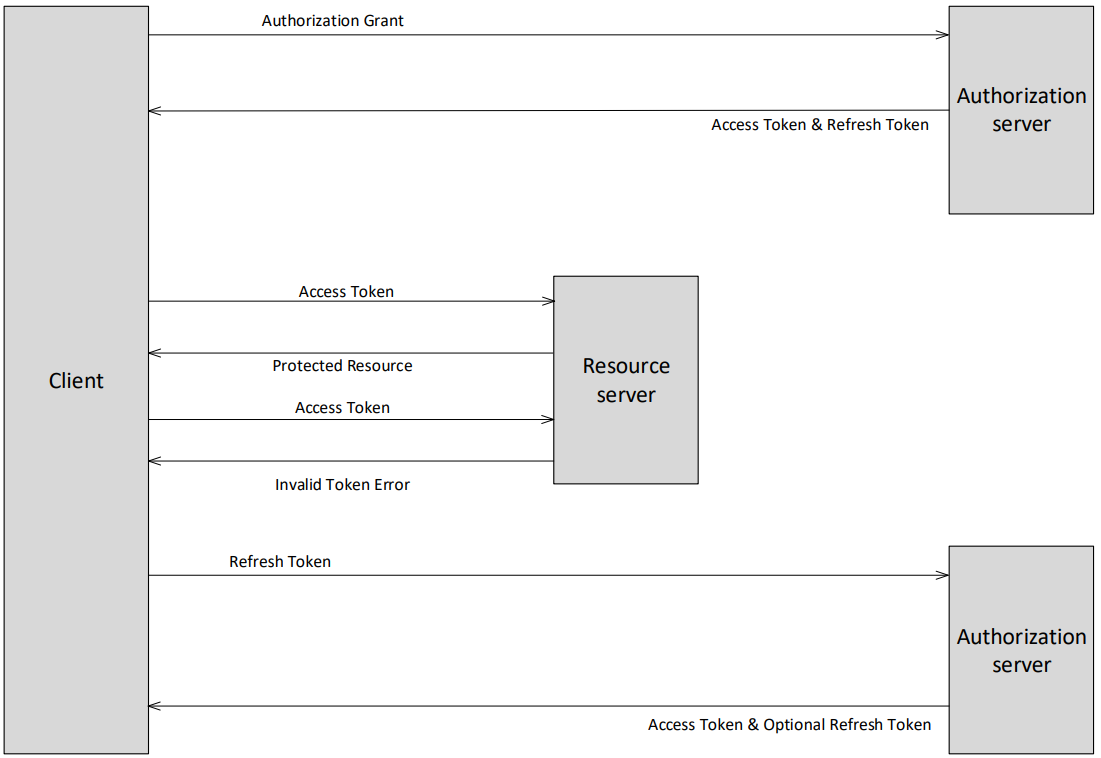 Authorization Grant
Authorization
server
Access Token & Refresh Token
Access Token
Protected Resource
Resource
server
Client
Access Token
Invalid Token Error
Refresh Token
Authorization
server
Access Token & Optional Refresh Token